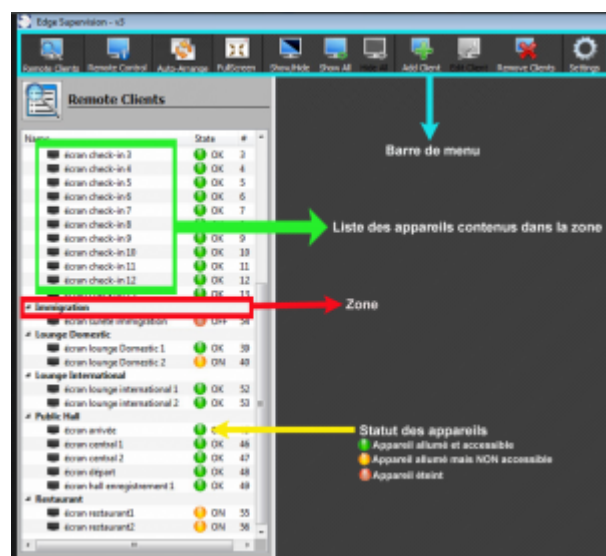 Edge Supervision - v3
Remote Clients Remote Control Auto-Arrange FullScreen Show/Hide Show All Hide All Add Client Edit Client Remove Clients Settings
Remote Clients
Name State #
écran check-in 3 OK 3
écran check-in 4 OK 4
écran check-in 5 OK 5
écran check-in 6 OK 6
écran check-in 7 OK 7
écran check-in 8
écran check-in 9 OK 9
écran check-in 10 OK 10
écran check-in 11 OK 11
écran check-in 12 OK 12
13
Immigration
écran sureté immigration OFF
Lounge Domestic
écran lounge Domestic 1 OK 39
écran lounge Domestic 2 ON 40
Lounge International
écran lounge international 1 OK 52
écran lounge international 2 OK 53
Public Hall
écran arrivée
écran central 1 OK 46
écran central 2 OK 47
écran départ OK 48
écran hall enregistrement 1 OK 49
Restaurant
écran restaurant1 ON 55
écran restaurant2 ON 56
Barre de menu
Liste des appareils contenus dans la zone
Zone
Statut des appareils
Appareil allumé et accessible
Appareil allumé mais NON accessible
Appareil éteint